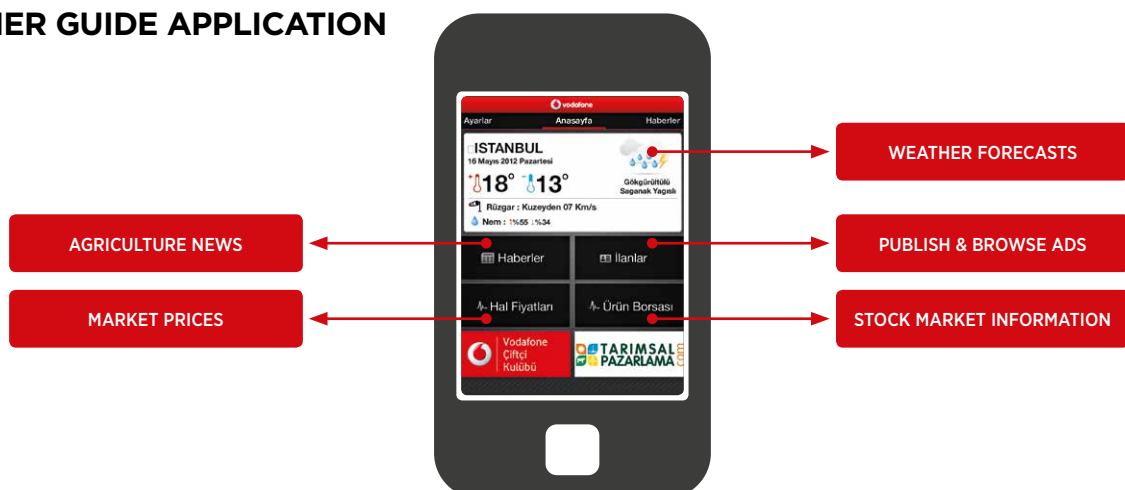 ER GUIDE APPLICATION
vodafone
Ayarlar Anasayfa Haberler
ISTANBUL
16 Mayıs 2012 Pazartesi
18° 13°
Gökgürültülü
Sağanak Yağışlı
Rüzgar : Kuzeyden 07 Km/s
Nem : %55 %34
Haberler
İlanlar
Hal Fiyatları
Ürün Borsası
Vodafone
Çiftçi
Kulübü
TARIMSAL
PAZARLAMA
com
AGRICULTURE NEWS
MARKET PRICES
WEATHER FORECASTS
PUBLISH & BROWSE ADS
STOCK MARKET INFORMATION